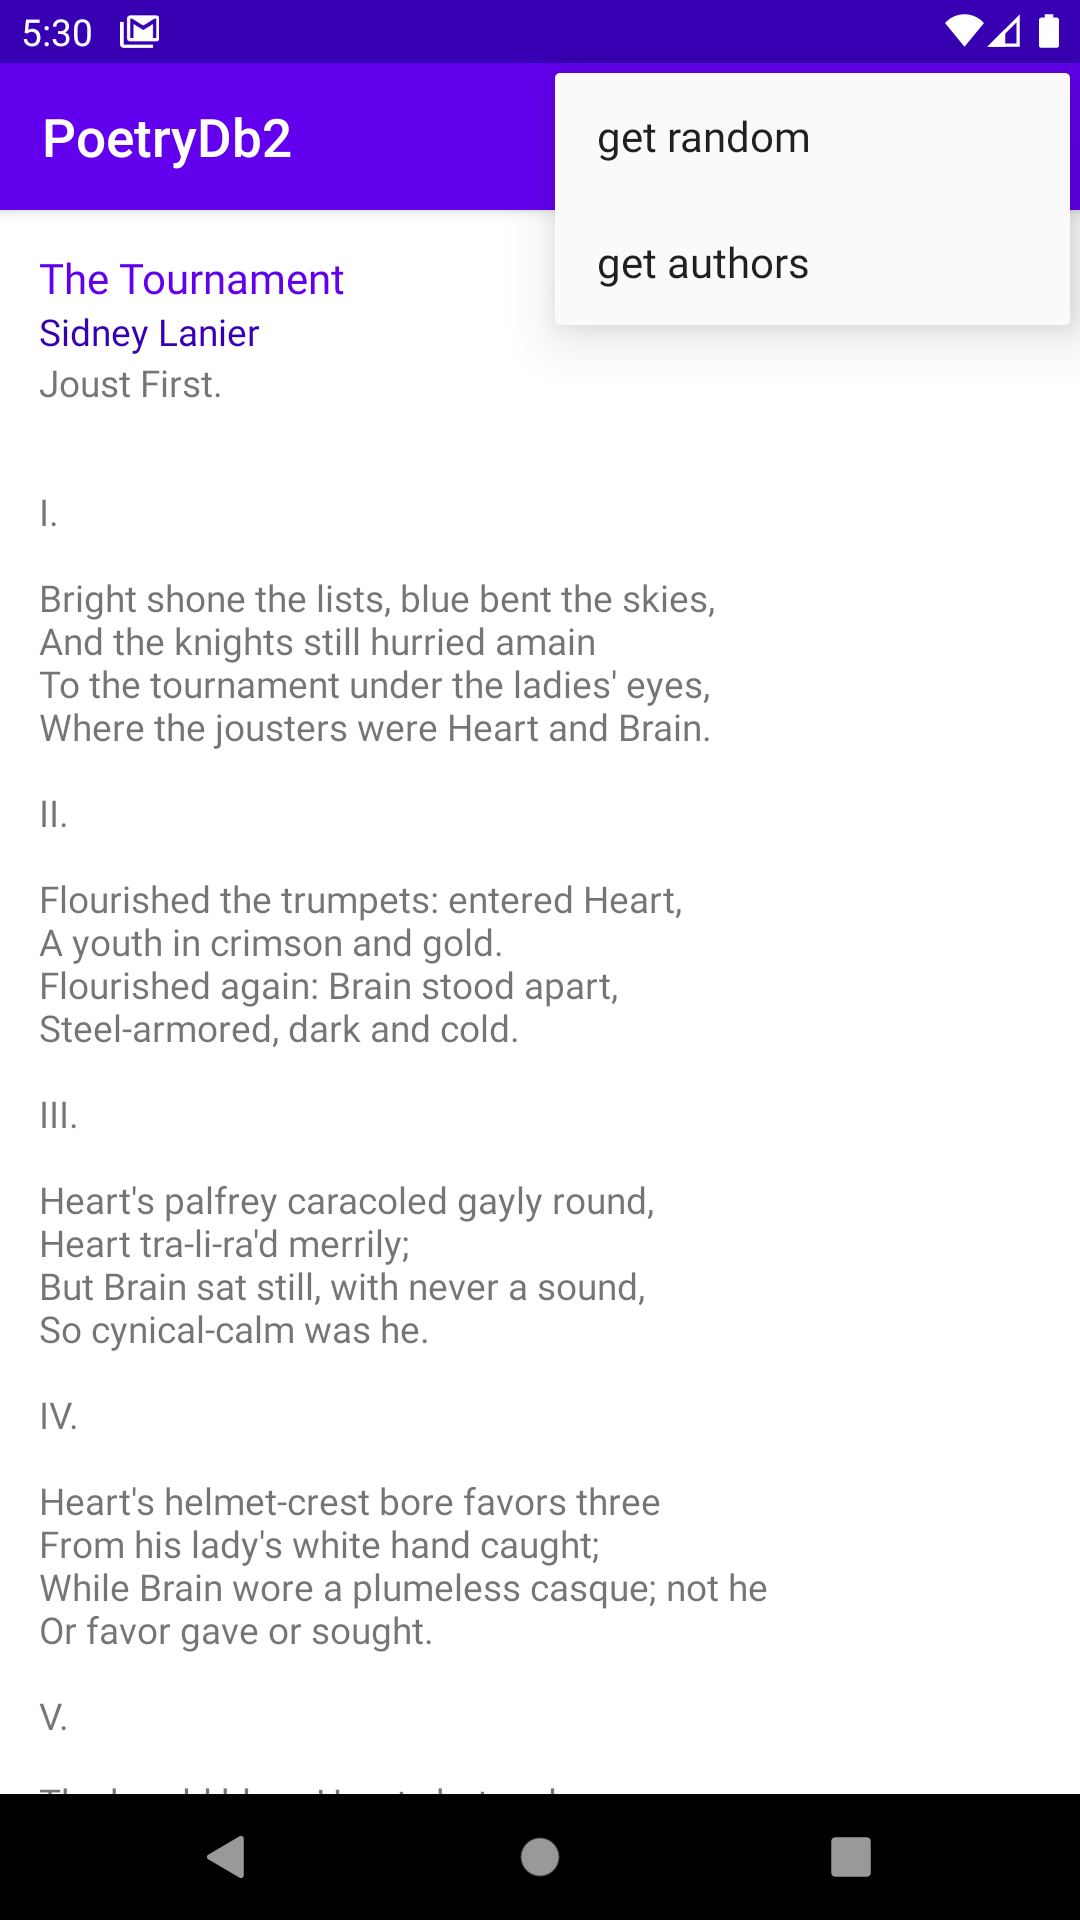 5:30
PoetryDb2
get random
get authors
The Tournament
Sidney Lanier
Joust First.
I.
Bright shone the lists, blue bent the skies,
And the knights still hurried amain
To the tournament under the ladies' eyes,
Where the jousters were Heart and Brain.
II.
Flourished the trumpets: entered Heart,
A youth in crimson and gold.
Flourished again: Brain stood apart,
Steel-armored, dark and cold.
III.
Heart's palfrey caracoled gayly round,
Heart tra-li-ra'd merrily;
But Brain sat still, with never a sound,
So cynical-calm was he.
IV.
Heart's helmet-crest bore favors three
From his lady's white hand caught;
While Brain wore a plumeless casque; not he
Or favor gave or sought.
V.